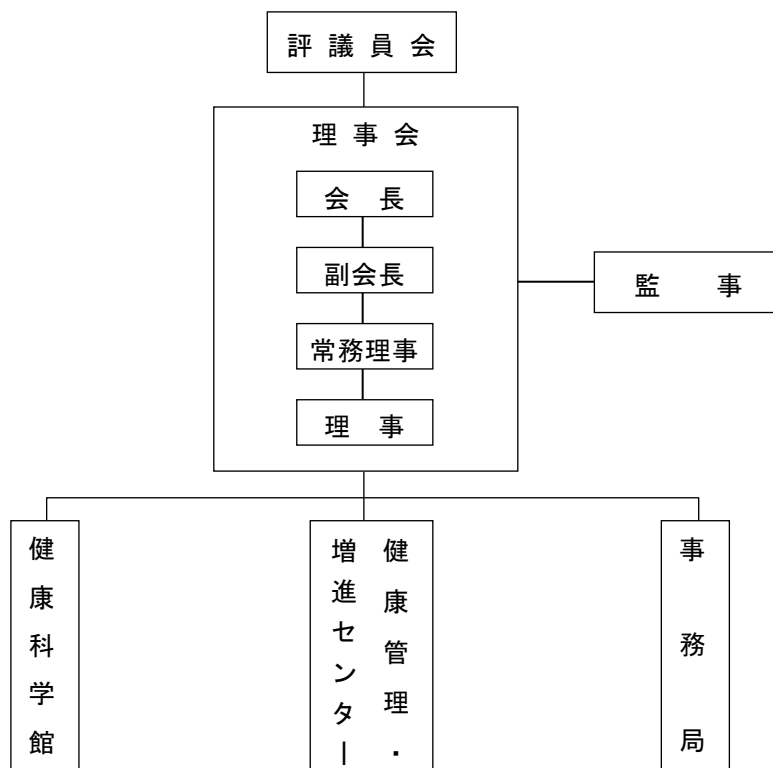 評議員会
理事会
会長
副会長
常務理事
理事
監事
健康科学館
健康管理・
増進センター
事務局